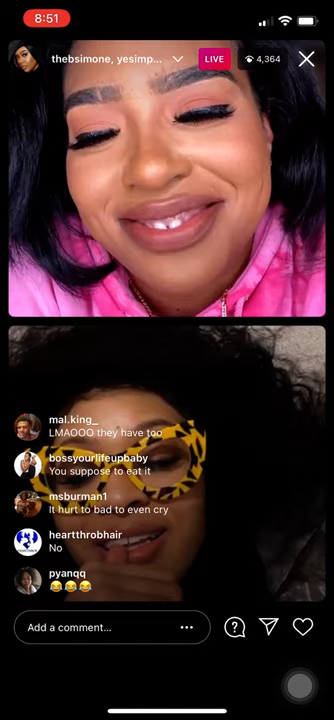 8:51
thebsimone, yesimp...
LIVE
4,364
mal.king_
LMAOOO they have too
bossyourlifeupbaby
You suppose to eat it
msburman1
It hurt to bad to even cry
heartthrobhair
No
pyanqq
😂😂😂
Add a comment...